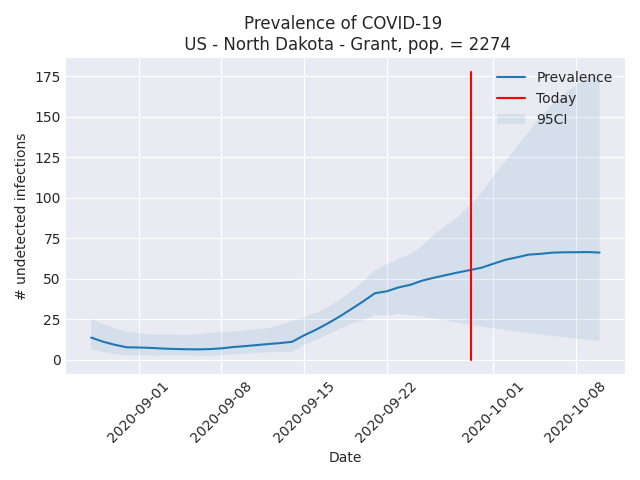 Prevalence of COVID-19
US - North Dakota - Grant, pop. = 2274
175
150
125
100
75
50
25
0
# undetected infections
Prevalence
Today
95CI
2020-09-01
2020-09-08
2020-09-15
2020-09-22
2020-10-01
2020-10-08
Date